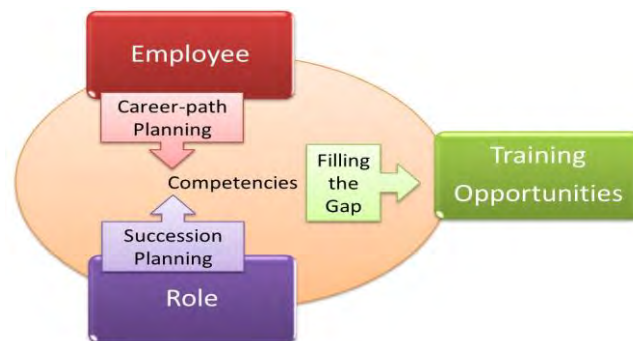 Employee
Career-path
Planning
Competencies
Filling
the
Gap
Training
Opportunities
Succession
Planning
Role